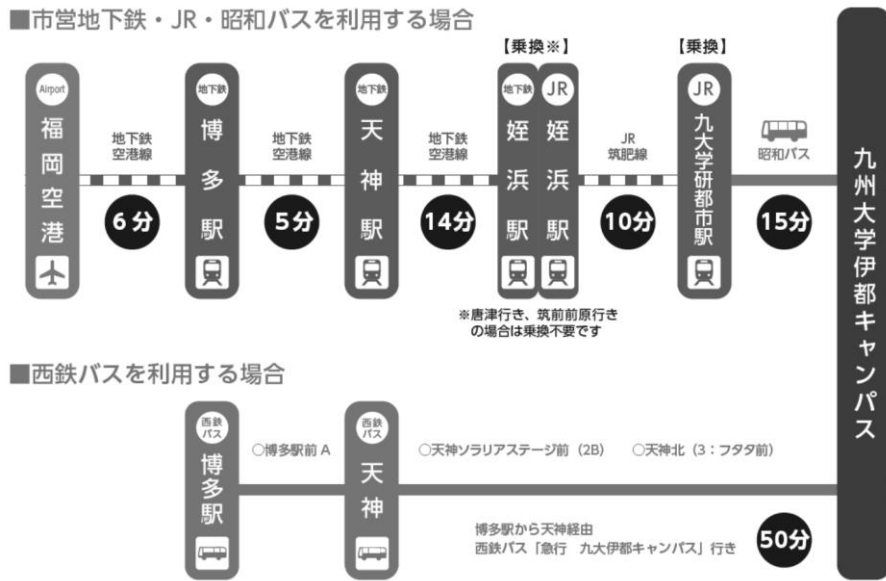 ■市営地下鉄・JR・昭和バスを利用する場合
【乗換※】
【乗換】
Airport
福岡空港
地下鉄
空港線
6分
地下鉄
博多駅
地下鉄
空港線
5分
地下鉄
天神駅
地下鉄
空港線
14分
地下鉄
姪浜駅
JR
姪浜駅
JR
筑肥線
10分
JR
九大学研都市駅
昭和バス
15分
九州大学伊都キャンパス
※唐津行き、筑前前原行き
の場合は乗換不要です
■西鉄バスを利用する場合
西鉄
バス
博多駅
○博多駅前 A
西鉄
バス
天神
○天神ソラリアステージ前（2B）
○天神北（3：フタタ前）
博多駅から天神経由
西鉄バス「急行　九大伊都キャンパス」行き
50分